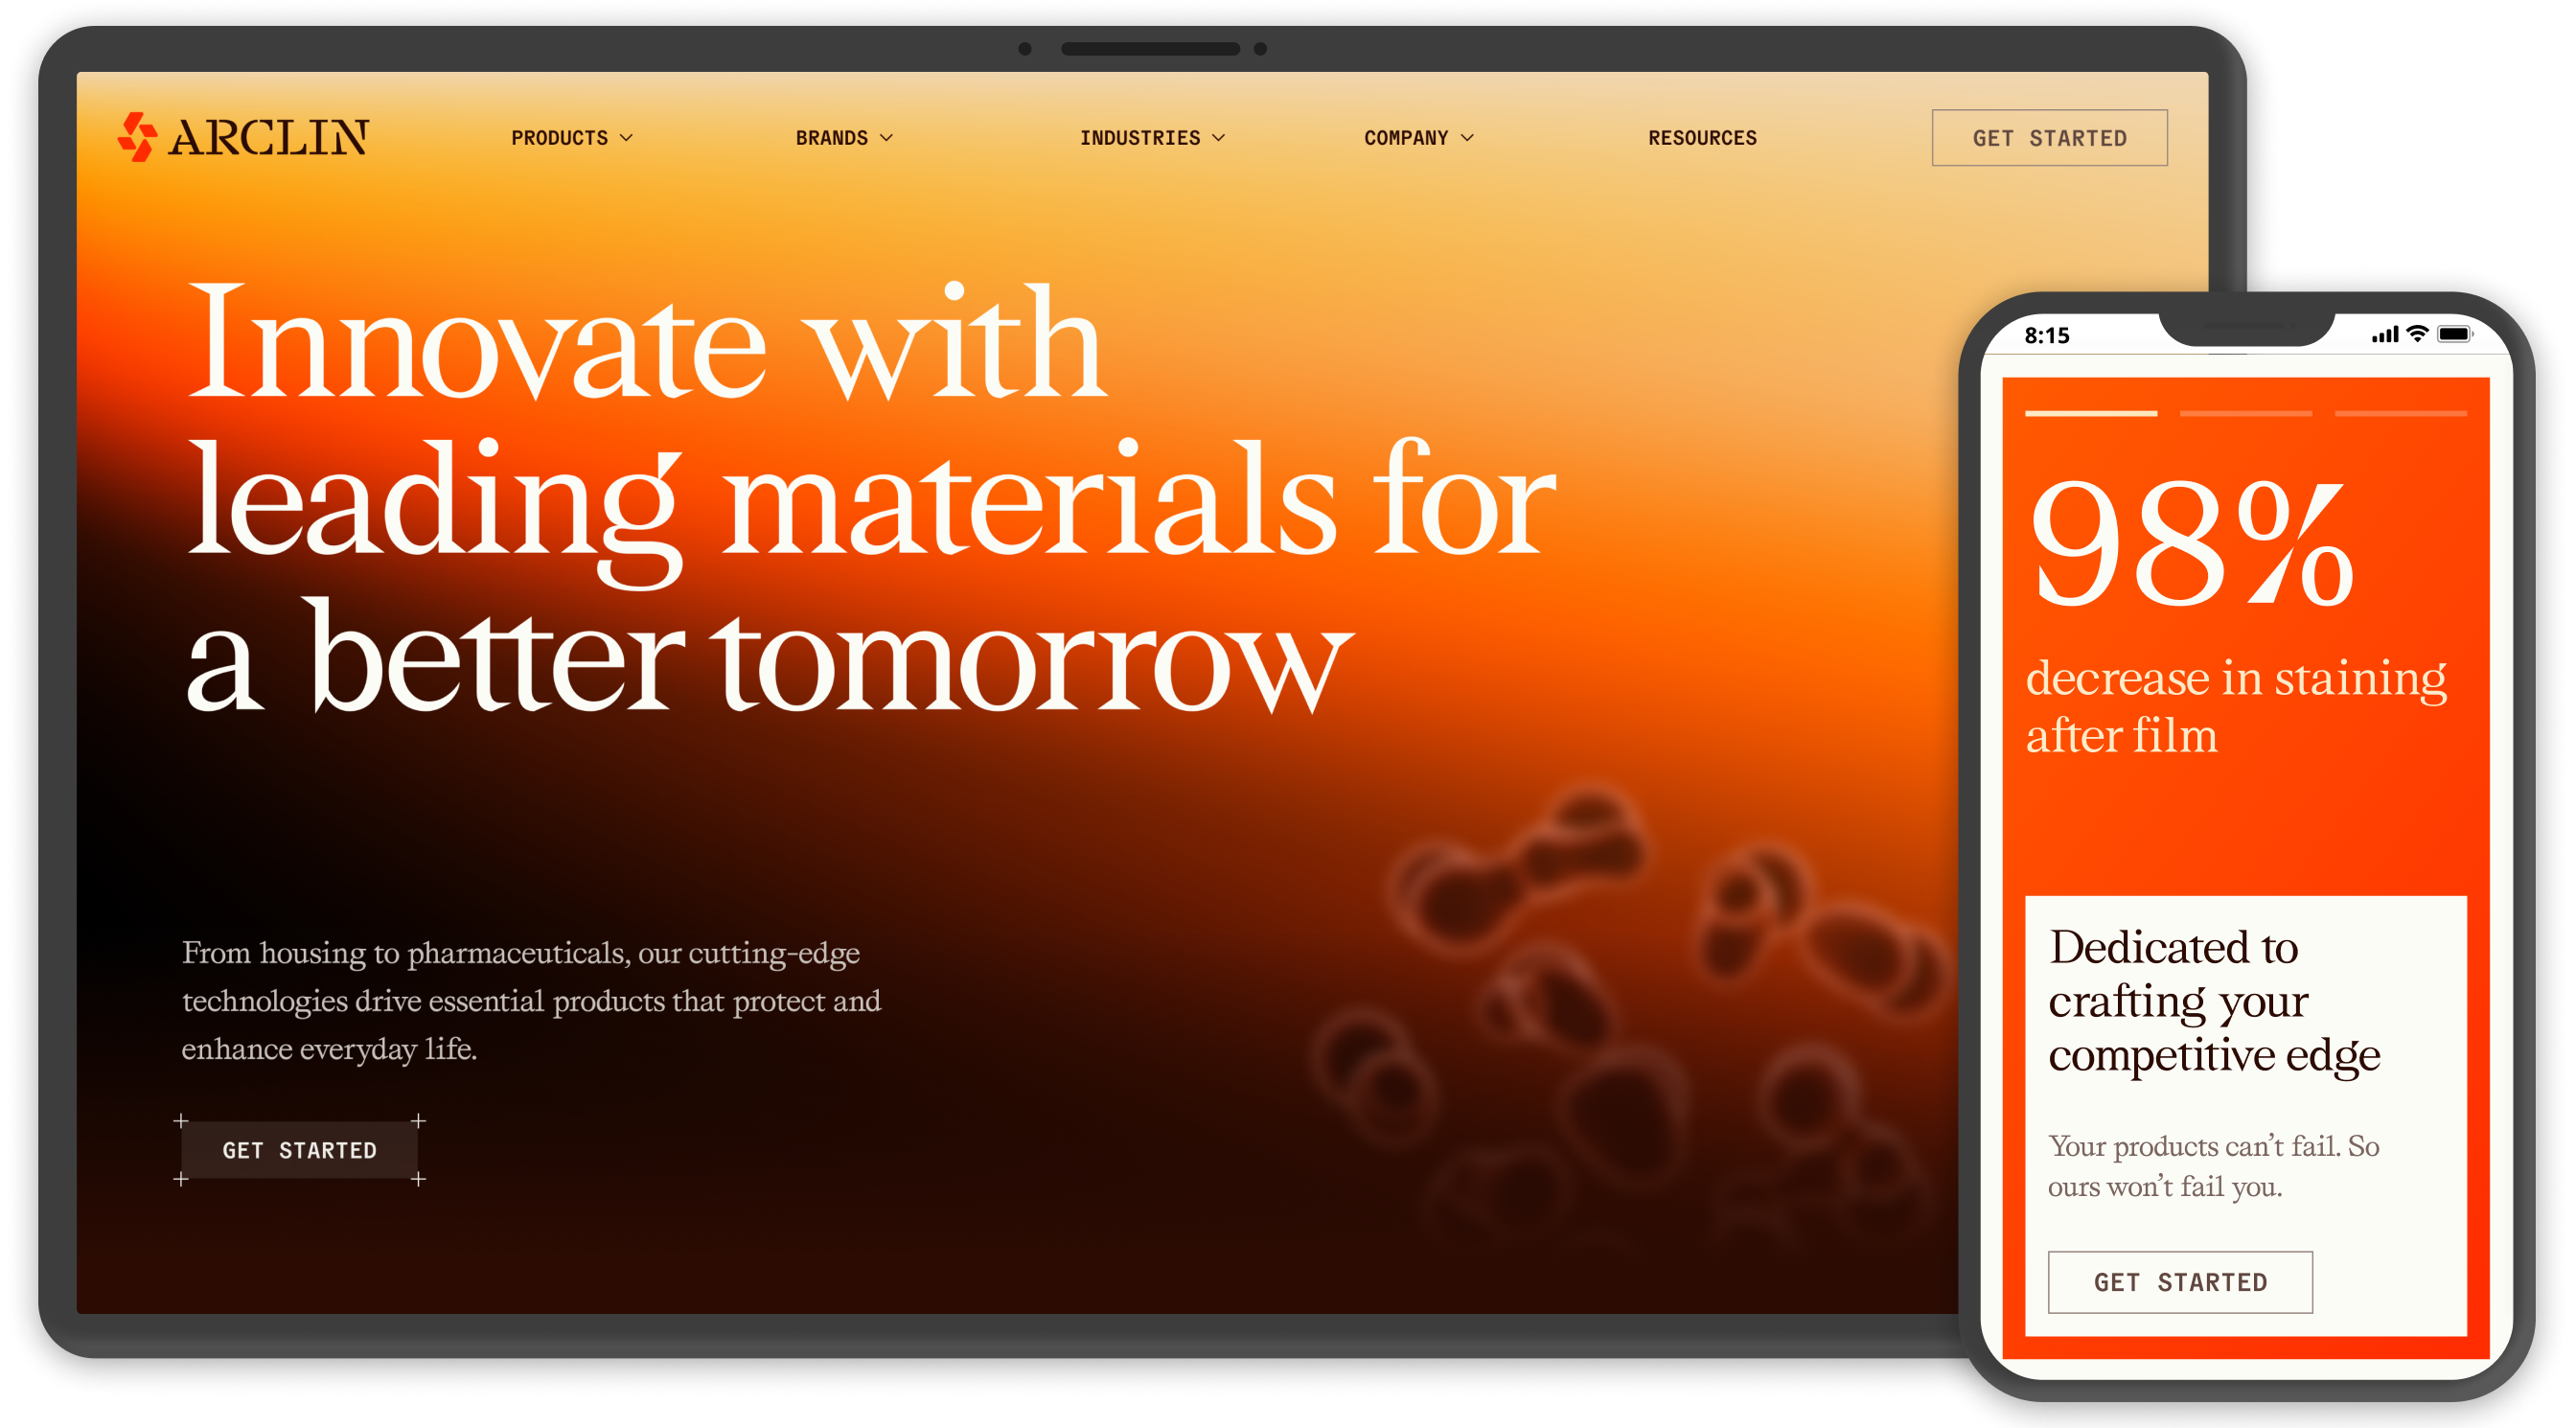 ARCLIN
PRODUCTS
BRANDS
INDUSTRIES
COMPANY
RESOURCES
GET STARTED
Innovate with
leading materials for
a better tomorrow
From housing to pharmaceuticals, our cutting-edge
technologies drive essential products that protect and
enhance everyday life.
GET STARTED
8:15
98%
decrease in staining
after film
Dedicated to
crafting your
competitive edge
Your products can’t fail. So
ours won’t fail you.
GET STARTED